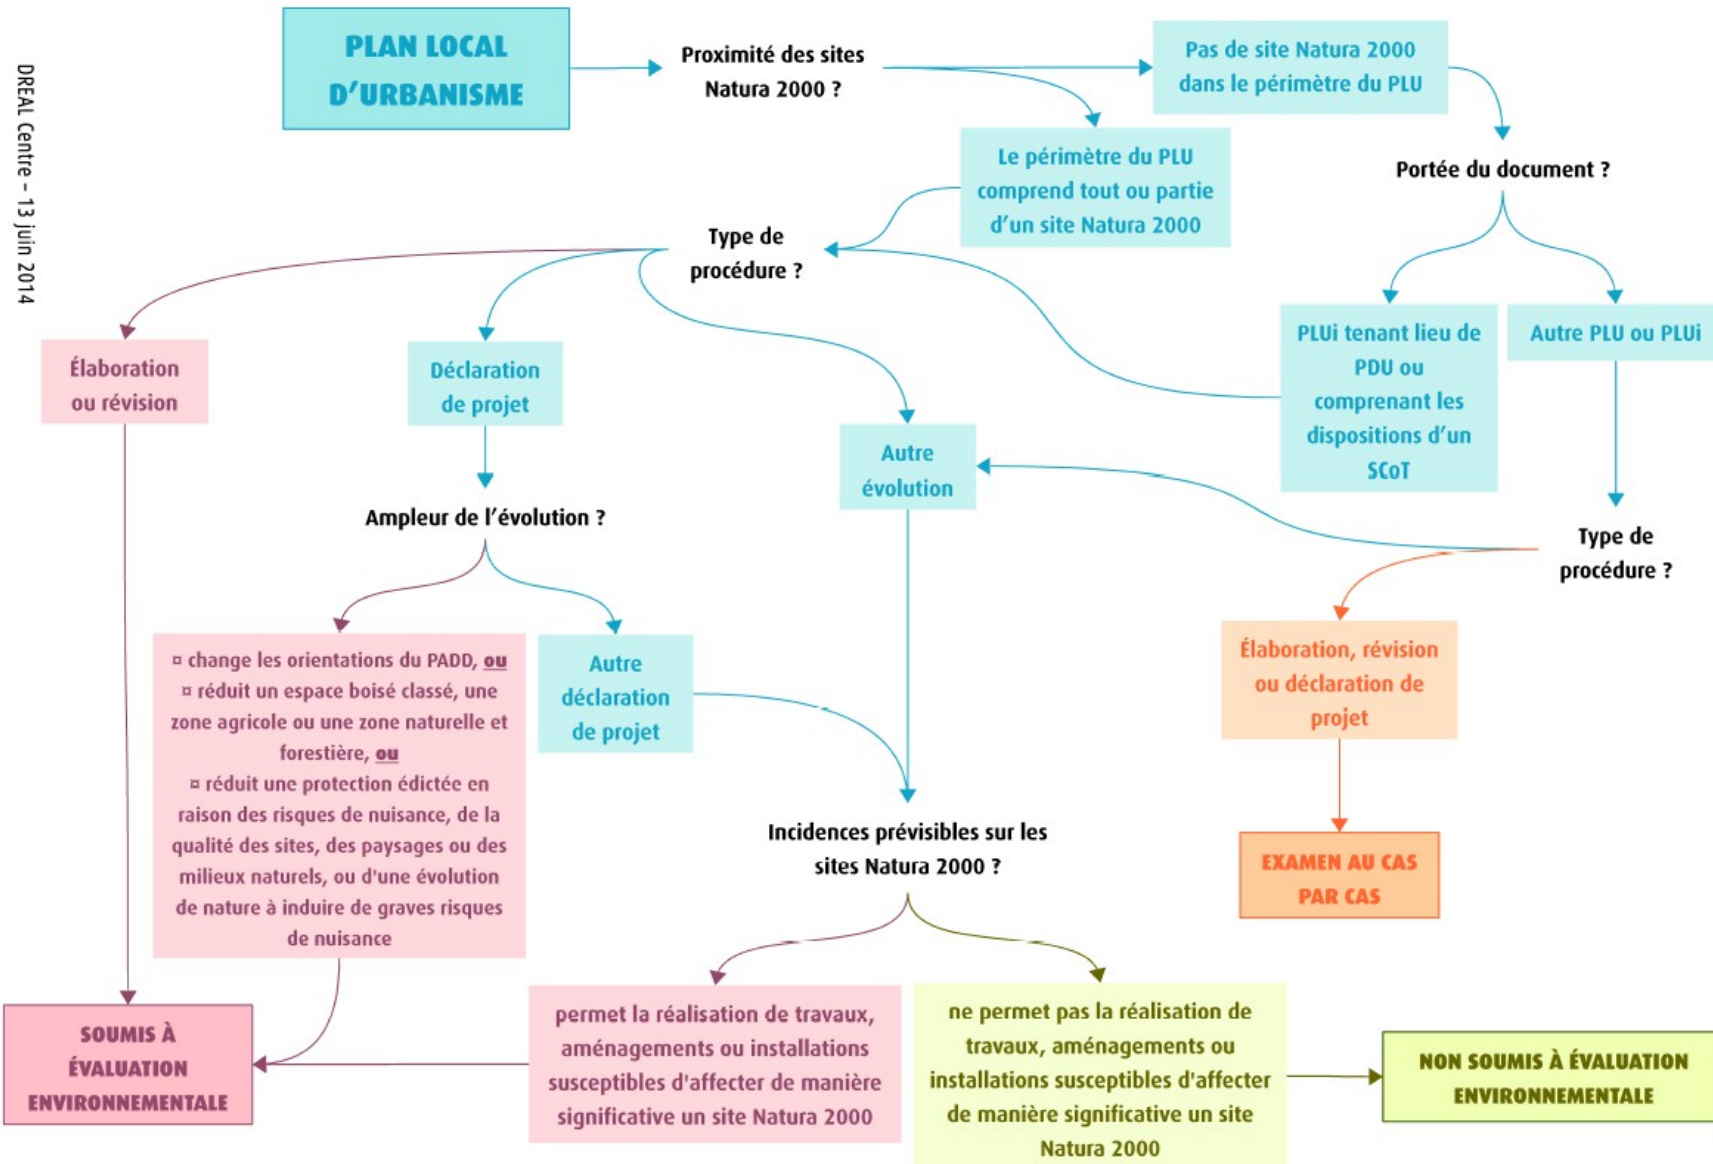 PLAN LOCAL
D'URBANISME
Proximité des sites
Natura 2000 ?
Pas de site Natura 2000
dans le périmètre du PLU
DREAL Centre – 13 juin 2014
Le périmètre du PLU
comprend tout ou partie
d'un site Natura 2000
Portée du document ?
Type de
procédure ?
Élaboration
ou révision
Déclaration
de projet
Autre
évolution
PLUi tenant lieu de
PDU ou
comprenant les
dispositions d'un
SCoT
Autre PLU ou PLUi
Ampleur de l'évolution ?
Type de
procédure ?
¤ change les orientations du PADD, ou
¤ réduit un espace boisé classé, une
zone agricole ou une zone naturelle et
forestière, ou
¤ réduit une protection édictée en
raison des risques de nuisance, de la
qualité des sites, des paysages ou des
milieux naturels, ou d'une évolution
de nature à induire de graves risques
de nuisance
Autre
déclaration
de projet
Élaboration, révision
ou déclaration de
projet
Incidences prévisibles sur les
sites Natura 2000 ?
EXAMEN AU CAS
PAR CAS
SOUMIS À
ÉVALUATION
ENVIRONNEMENTALE
permet la réalisation de travaux,
aménagements ou installations
susceptibles d'affecter de manière
significative un site Natura 2000
ne permet pas la réalisation de
travaux, aménagements ou
installations susceptibles d'affecter
de manière significative un site
Natura 2000
NON SOUMIS À ÉVALUATION
ENVIRONNEMENTALE